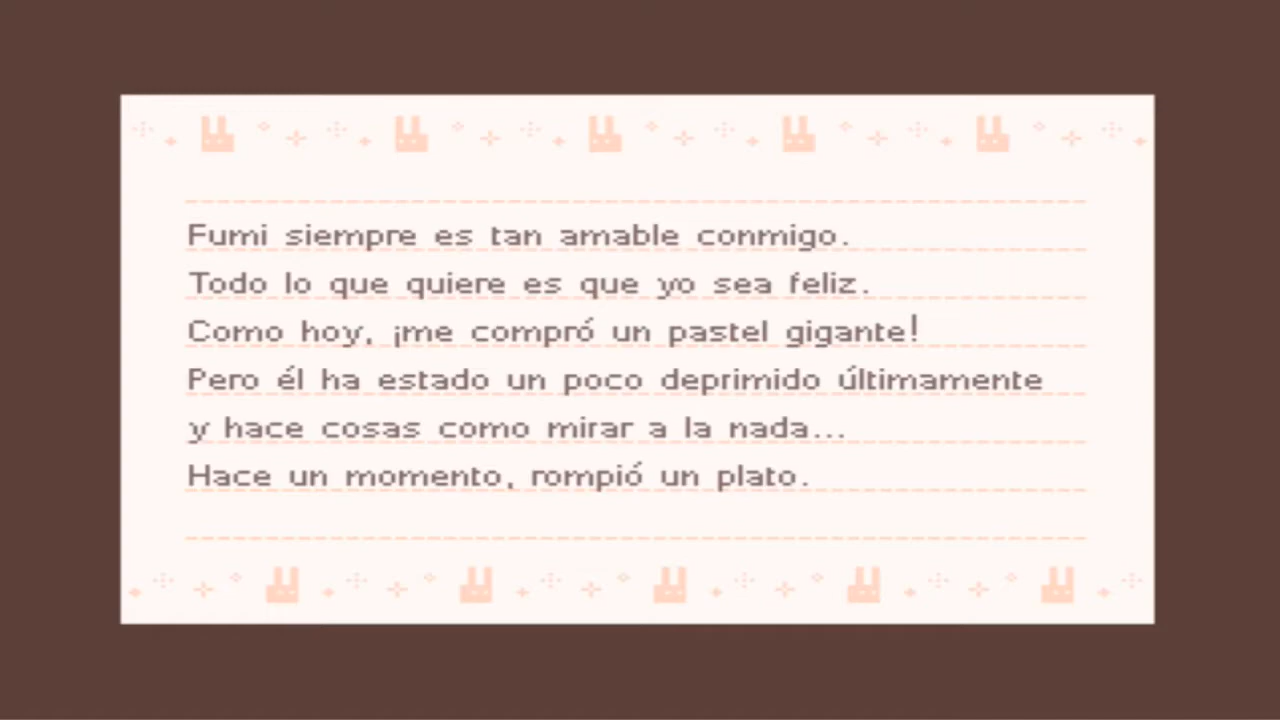 Fumi siempre es tan amable conmigo.
Todo lo que quiere es que yo sea feliz.
Como hoy, ¡me compró un pastel gigante!
Pero él ha estado un poco deprimido últimamente
y hace cosas como mirar a la nada...
Hace un momento, rompió un plato.